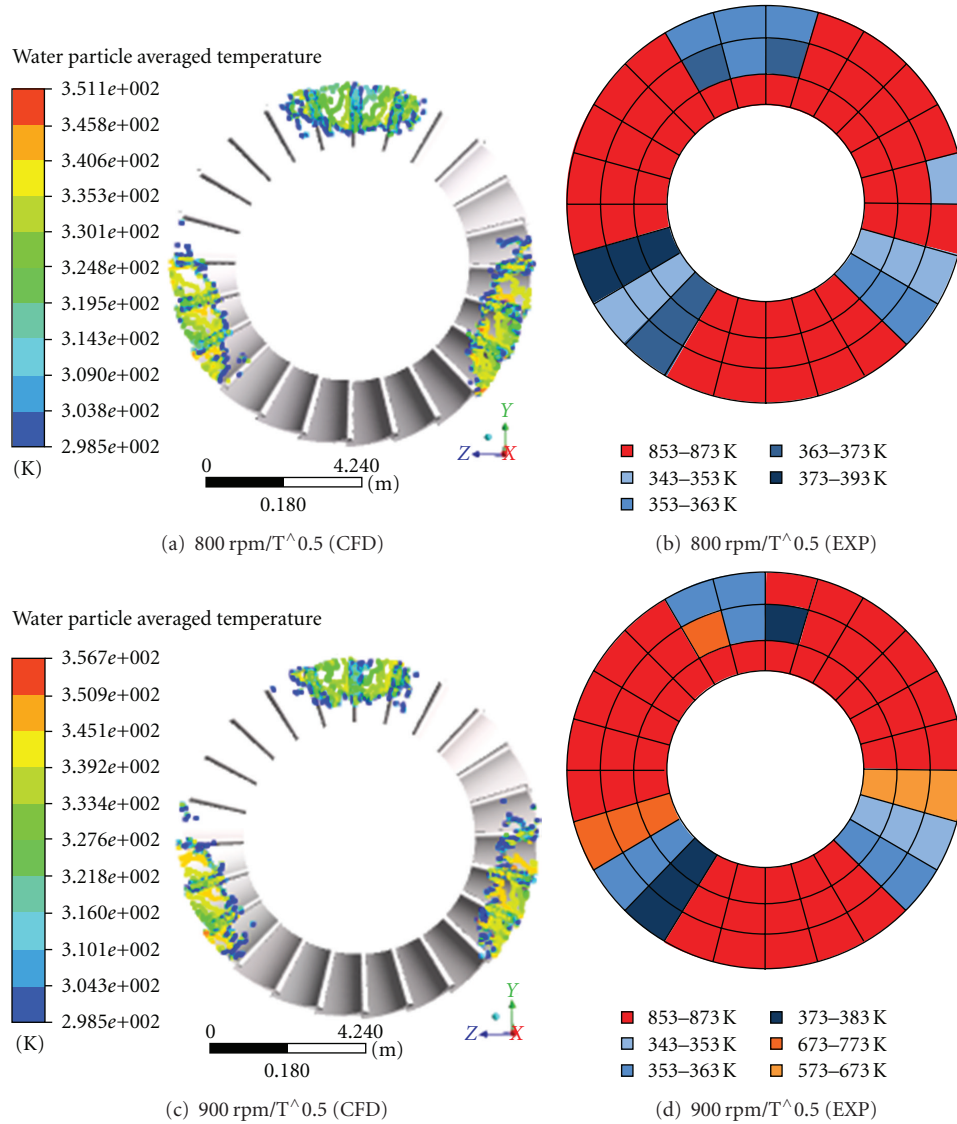 Water particle averaged temperature
3.511e+002
3.458e+002
3.406e+002
3.353e+002
3.301e+002
3.248e+002
3.195e+002
3.143e+002
3.090e+002
3.038e+002
2.985e+002
(K)
0 4.240
(m)
0.180
Y
Z X
(a) 800 rpm/T^0.5 (CFD)
853–873 K 363–373 K
343–353 K 373–393 K
353–363 K
(b) 800 rpm/T^0.5 (EXP)
Water particle averaged temperature
3.567e+002
3.509e+002
3.451e+002
3.392e+002
3.334e+002
3.276e+002
3.218e+002
3.160e+002
3.101e+002
3.043e+002
2.985e+002
(K)
0 4.240
(m)
0.180
Y
Z X
(c) 900 rpm/T^0.5 (CFD)
853–873 K 373–383 K
343–353 K 673–773 K
353–363 K 573–673 K
(d) 900 rpm/T^0.5 (EXP)